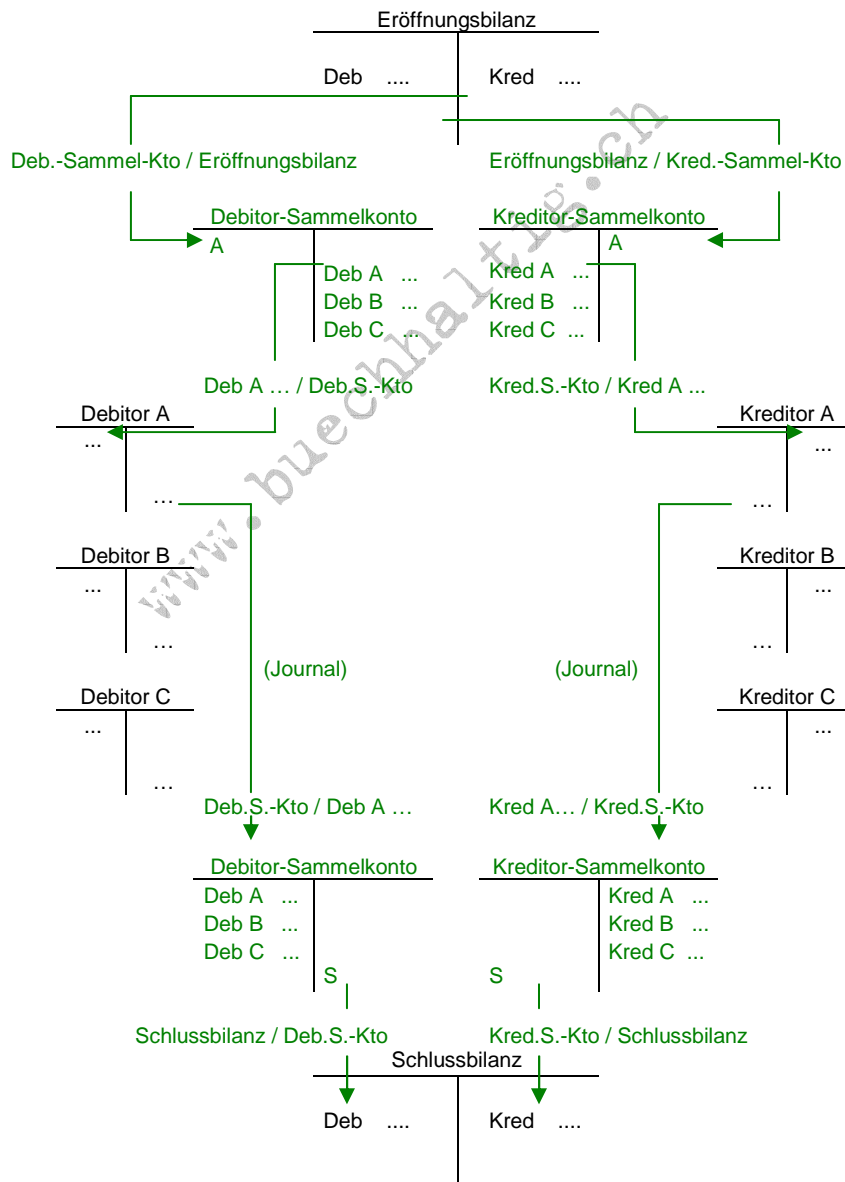 Eröffnungsbilanz
Deb .... Kred ....
Deb.-Sammel-Kto / Eröffnungsbilanz Eröffnungsbilanz / Kred.-Sammel-Kto
Debitor-Sammelkonto Kreditor-Sammelkonto
A A
Deb A ... Kred A ...
Deb B ... Kred B ...
Deb C ... Kred C ...
Deb A … / Deb.S.-Kto Kred.S.-Kto / Kred A ...
Debitor A Kreditor A
... ...
… …
Debitor B Kreditor B
... ...
… …
(Journal) (Journal)
Debitor C Kreditor C
... ...
… …
Deb.S.-Kto / Deb A … Kred A… / Kred.S.-Kto
Debitor-Sammelkonto Kreditor-Sammelkonto
Deb A ... Kred A ...
Deb B ... Kred B ...
Deb C ... Kred C ...
S S
Schlussbilanz / Deb.S.-Kto Kred.S.-Kto / Schlussbilanz
Schlussbilanz
Deb .... Kred ....
www.buechhaltig.ch